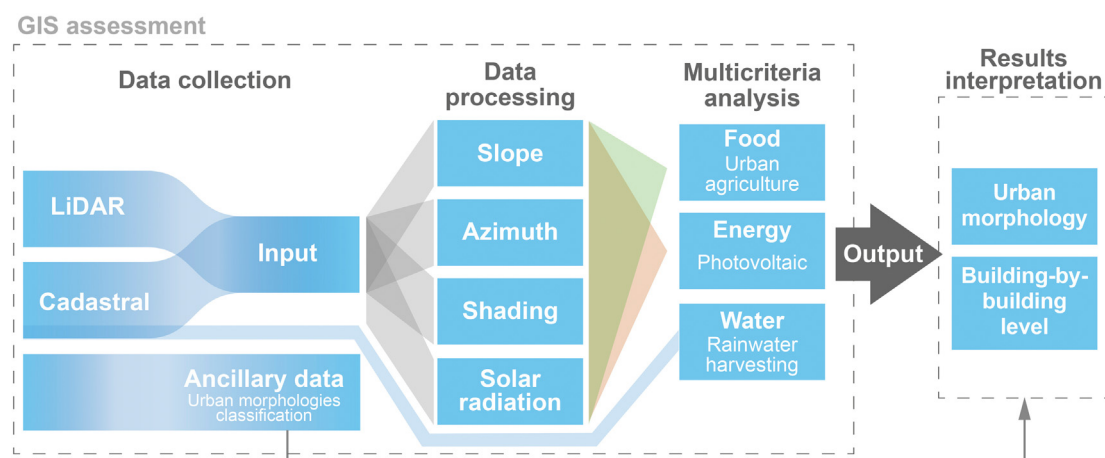 GIS assessment
Data collection
Data
processing
Multicriteria
analysis
Results
interpretation
LiDAR
Cadastral
Input
Ancillary data
Urban morphologies
classification
Slope
Azimuth
Shading
Solar
radiation
Food
Urban
agriculture
Energy
Photovoltaic
Water
Rainwater
harvesting
Output
Urban
morphology
Building-by-
building
level